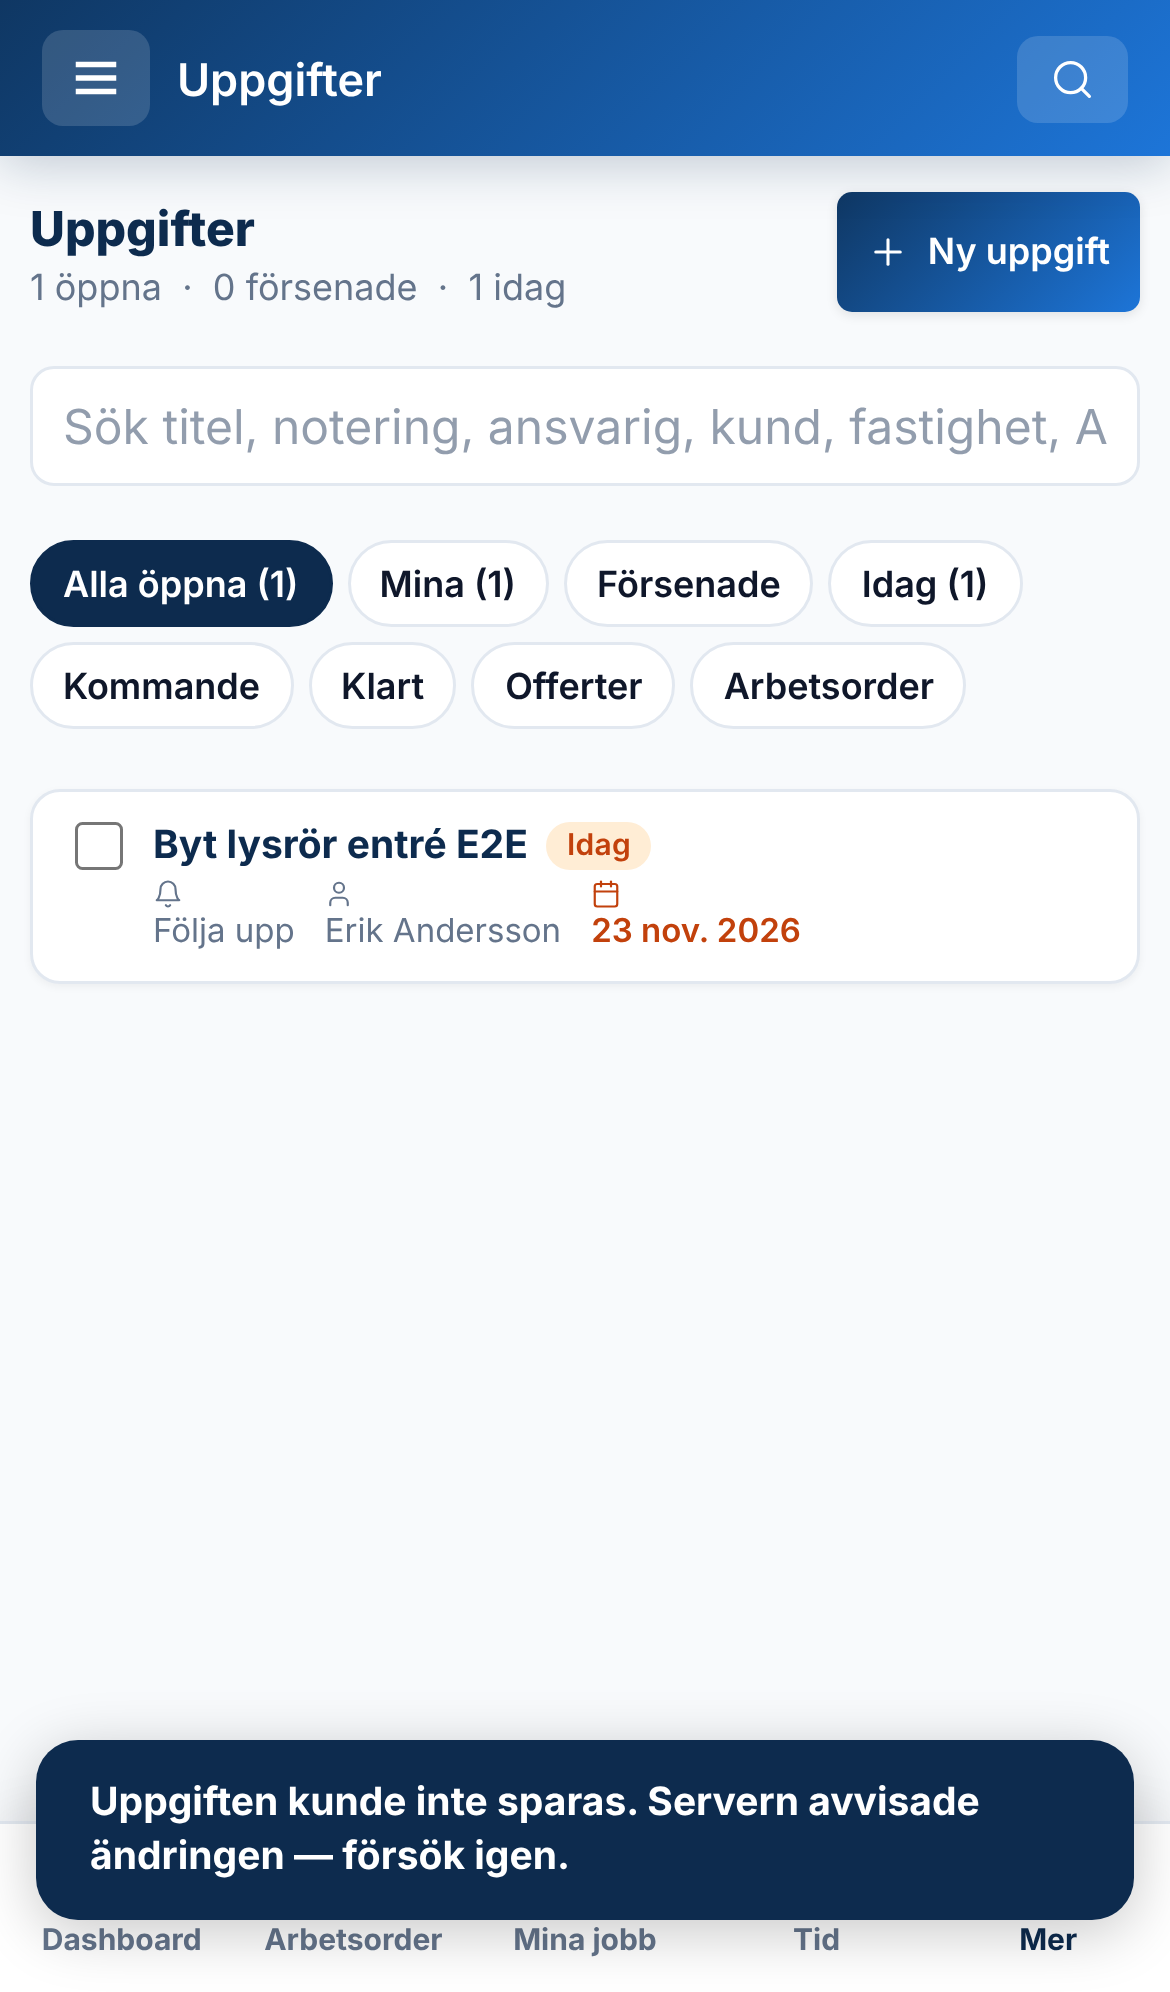 Uppgifter
Uppgifter
1 öppna · 0 försenade · 1 idag
Ny uppgift
Sök titel, notering, ansvarig, kund, fastighet, A
Alla öppna (1)
Mina (1)
Försenade
Idag (1)
Kommande
Klart
Offerter
Arbetsorder
Byt lysrör entré E2E
Idag
Följa upp
Erik Andersson
23 nov. 2026
Uppgiften kunde inte sparas. Servern avvisade
ändringen — försök igen.
Dashboard
Arbetsorder
Mina jobb
Tid
Mer